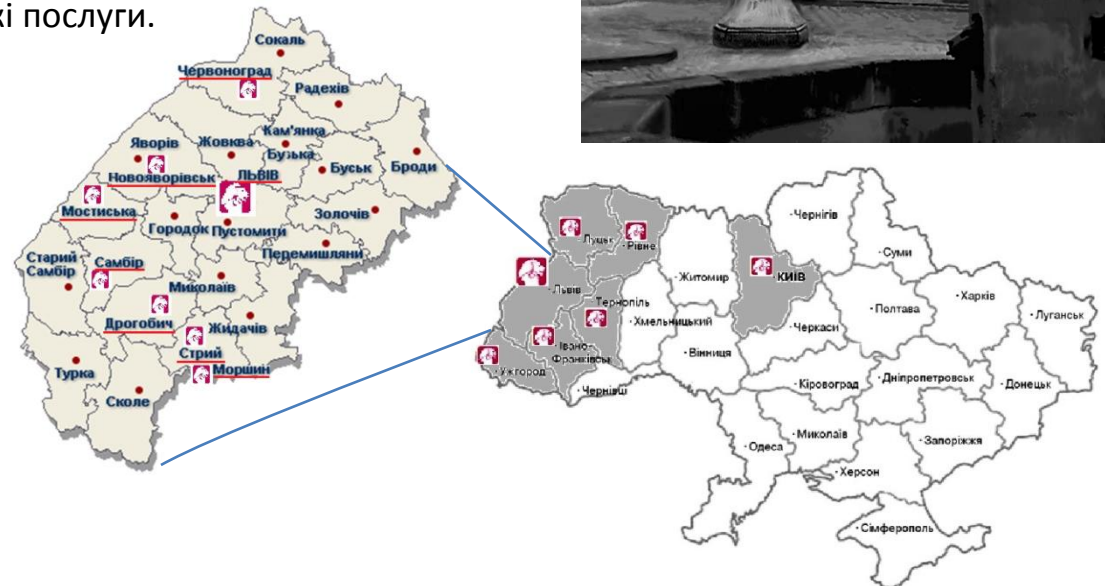 кі послуги.
Сокаль
Червоноград
Радехів
Кам'янка
Бузька
Яворів
Жовква
Буськ
Броди
Новояворівськ
ЛЬВІВ
Мостиська
Золочів
Городок
Пустомити
Перемишляни
Старий
Самбір
Самбір
Миколаїв
Дрогобич
Жидачів
Стрий
Турка
Моршин
Сколе
Чернігів
Луцьк
Рівне
Суми
Житомир
КИЇВ
Львів
Харків
Тернопіль
Полтава
Луганськ
Хмельницький
Черкаси
Івано-
Франківськ
Вінниця
Ужгород
Кіровоград
Дніпропетровськ
Донецьк
Чернівці
Миколаїв
Запоріжжя
Одеса
Херсон
Сімферополь